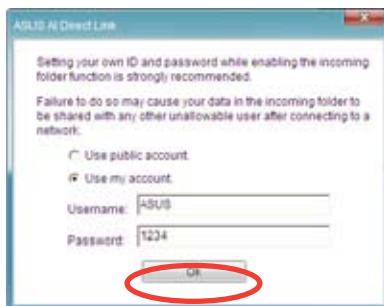 ASUS AI Direct Link
Setting your own ID and password while enabling the incoming
folder function is strongly recommended.
Failure to do so may cause your data in the incoming folder to
be shared with any other unallowable user after connecting to a
network.
Use public account.
Use my account.
Username: ASUS
Password: 1234
OK